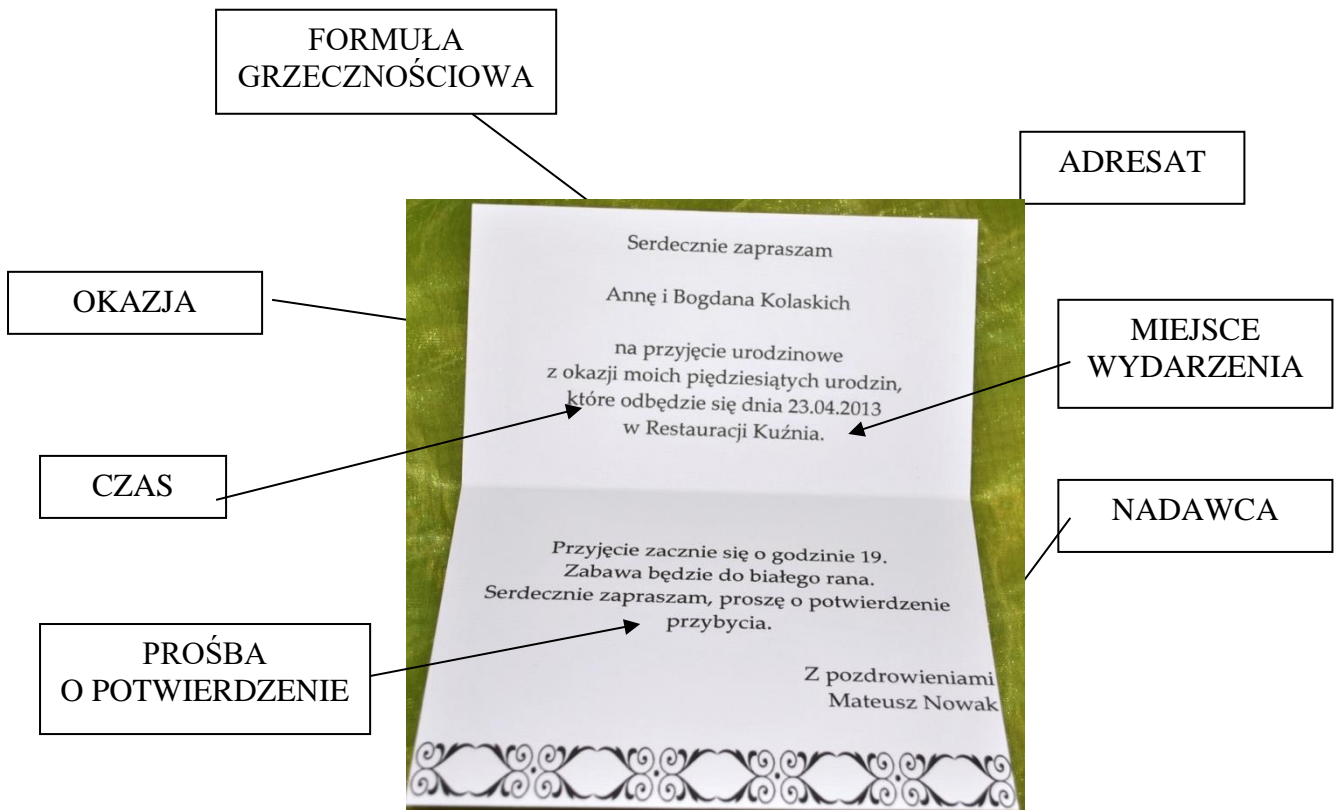 FORMUŁA
GRZECZNOŚCIOWA
ADRESAT
OKAZJA
MIEJSCE
WYDARZENIA
CZAS
NADAWCA
PROŚBA
O POTWIERDZENIE
Serdecznie zapraszam
Annę i Bogdana Kolaskich
na przyjęcie urodzinowe
z okazji moich piędziesiątych urodzin,
które odbędzie się dnia 23.04.2013
w Restauracji Kuźnia.
Przyjęcie zacznie się o godzinie 19.
Zabawa będzie do białego rana.
Serdecznie zapraszam, proszę o potwierdzenie
przybycia.
Z pozdrowieniami
Mateusz Nowak